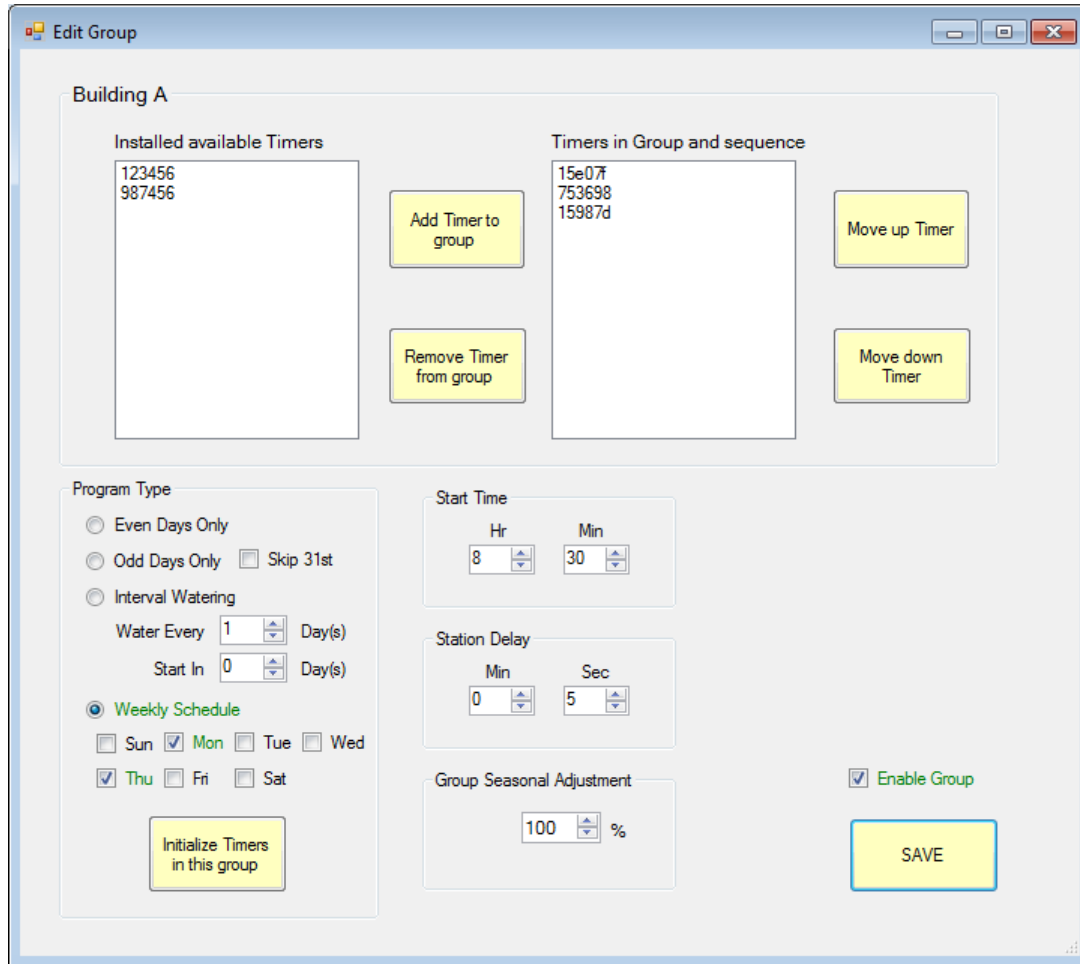 Edit Group
Building A
Installed available Timers
Timers in Group and sequence
123456
987456
Add Timer to
group
Remove Timer
from group
15e07f
753698
15987d
Move up Timer
Move down
Timer
Program Type
Even Days Only
Odd Days Only Skip 31st
Interval Watering
Water Every 1 Day(s)
Start In 0 Day(s)
Weekly Schedule
Sun Mon Tue Wed
Thu Fri Sat
Initialize Timers
in this group
Start Time
Hr Min
8 30
Station Delay
Min Sec
0 5
Group Seasonal Adjustment
100 %
Enable Group
SAVE